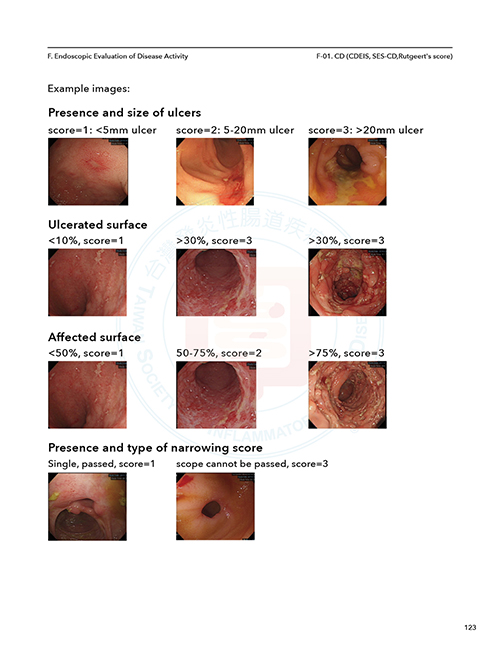 F. Endoscopic Evaluation of Disease Activity
F-01. CD (CDEIS, SES-CD,Rutgeert's score)
Example images:
Presence and size of ulcers
score=1: <5mm ulcer
score=2: 5-20mm ulcer
score=3: >20mm ulcer
Ulcerated surface
<10%, score=1
>30%, score=3
>30%, score=3
Affected surface
<50%, score=1
50-75%, score=2
>75%, score=3
Presence and type of narrowing score
Single, passed, score=1
scope cannot be passed, score=3
123